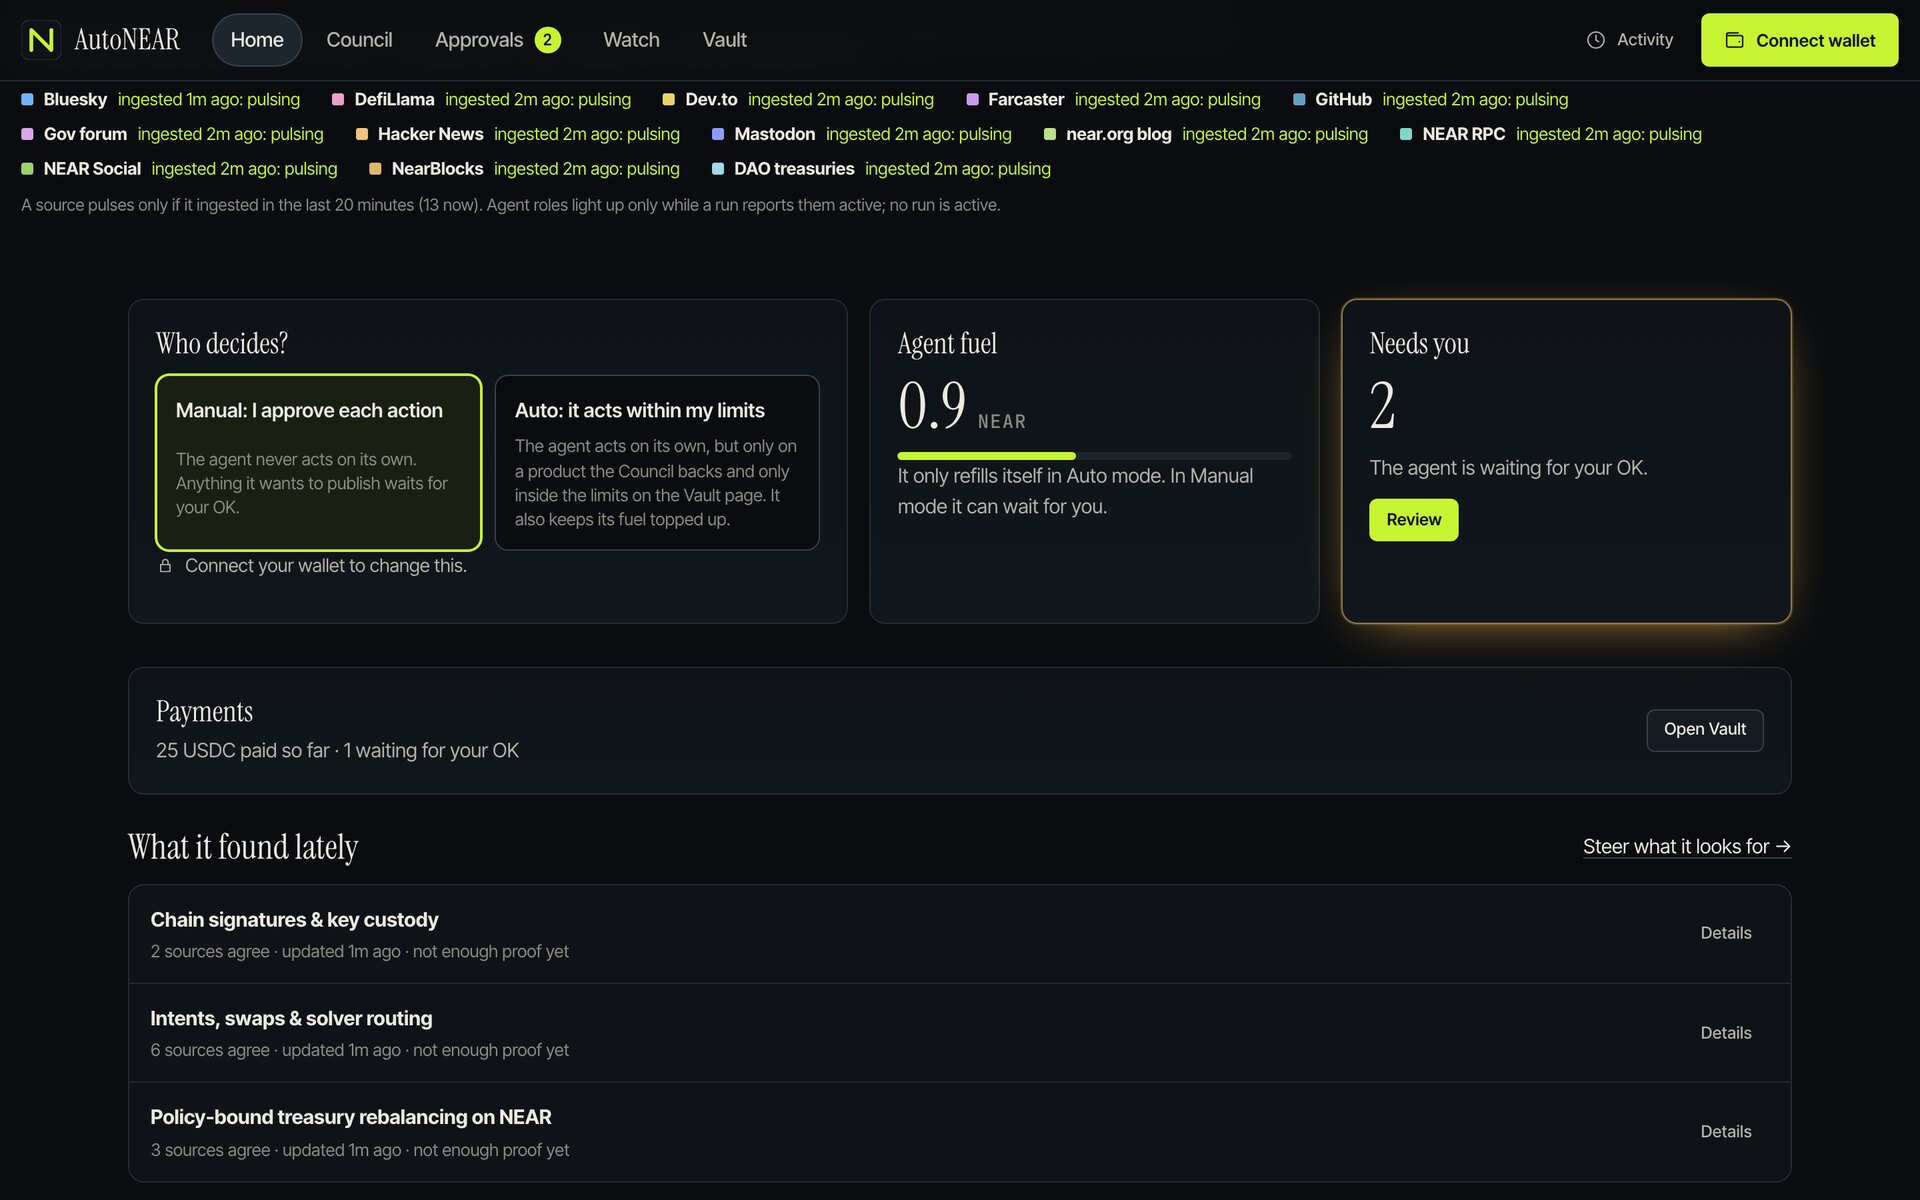 AutoNEAR
Home
Council
Approvals 2
Watch
Vault
Activity
Connect wallet
Bluesky ingested 1m ago: pulsing DefiLlama ingested 2m ago: pulsing Dev.to ingested 2m ago: pulsing Farcaster ingested 2m ago: pulsing GitHub ingested 2m ago: pulsing
Gov forum ingested 2m ago: pulsing Hacker News ingested 2m ago: pulsing Mastodon ingested 2m ago: pulsing near.org blog ingested 2m ago: pulsing NEAR RPC ingested 2m ago: pulsing
NEAR Social ingested 2m ago: pulsing NearBlocks ingested 2m ago: pulsing DAO treasuries ingested 2m ago: pulsing
A source pulses only if it ingested in the last 20 minutes (13 now). Agent roles light up only while a run reports them active; no run is active.
Who decides?
Manual: I approve each action
The agent never acts on its own.
Anything it wants to publish waits for
your OK.
Auto: it acts within my limits
The agent acts on its own, but only on
a product the Council backs and only
inside the limits on the Vault page. It
also keeps its fuel topped up.
Connect your wallet to change this.
Agent fuel
0.9 NEAR
It only refills itself in Auto mode. In Manual
mode it can wait for you.
Needs you
2
The agent is waiting for your OK.
Review
Payments
25 USDC paid so far · 1 waiting for your OK
Open Vault
What it found lately
Steer what it looks for →
Chain signatures & key custody
2 sources agree · updated 1m ago · not enough proof yet
Details
Intents, swaps & solver routing
6 sources agree · updated 1m ago · not enough proof yet
Details
Policy-bound treasury rebalancing on NEAR
3 sources agree · updated 1m ago · not enough proof yet
Details